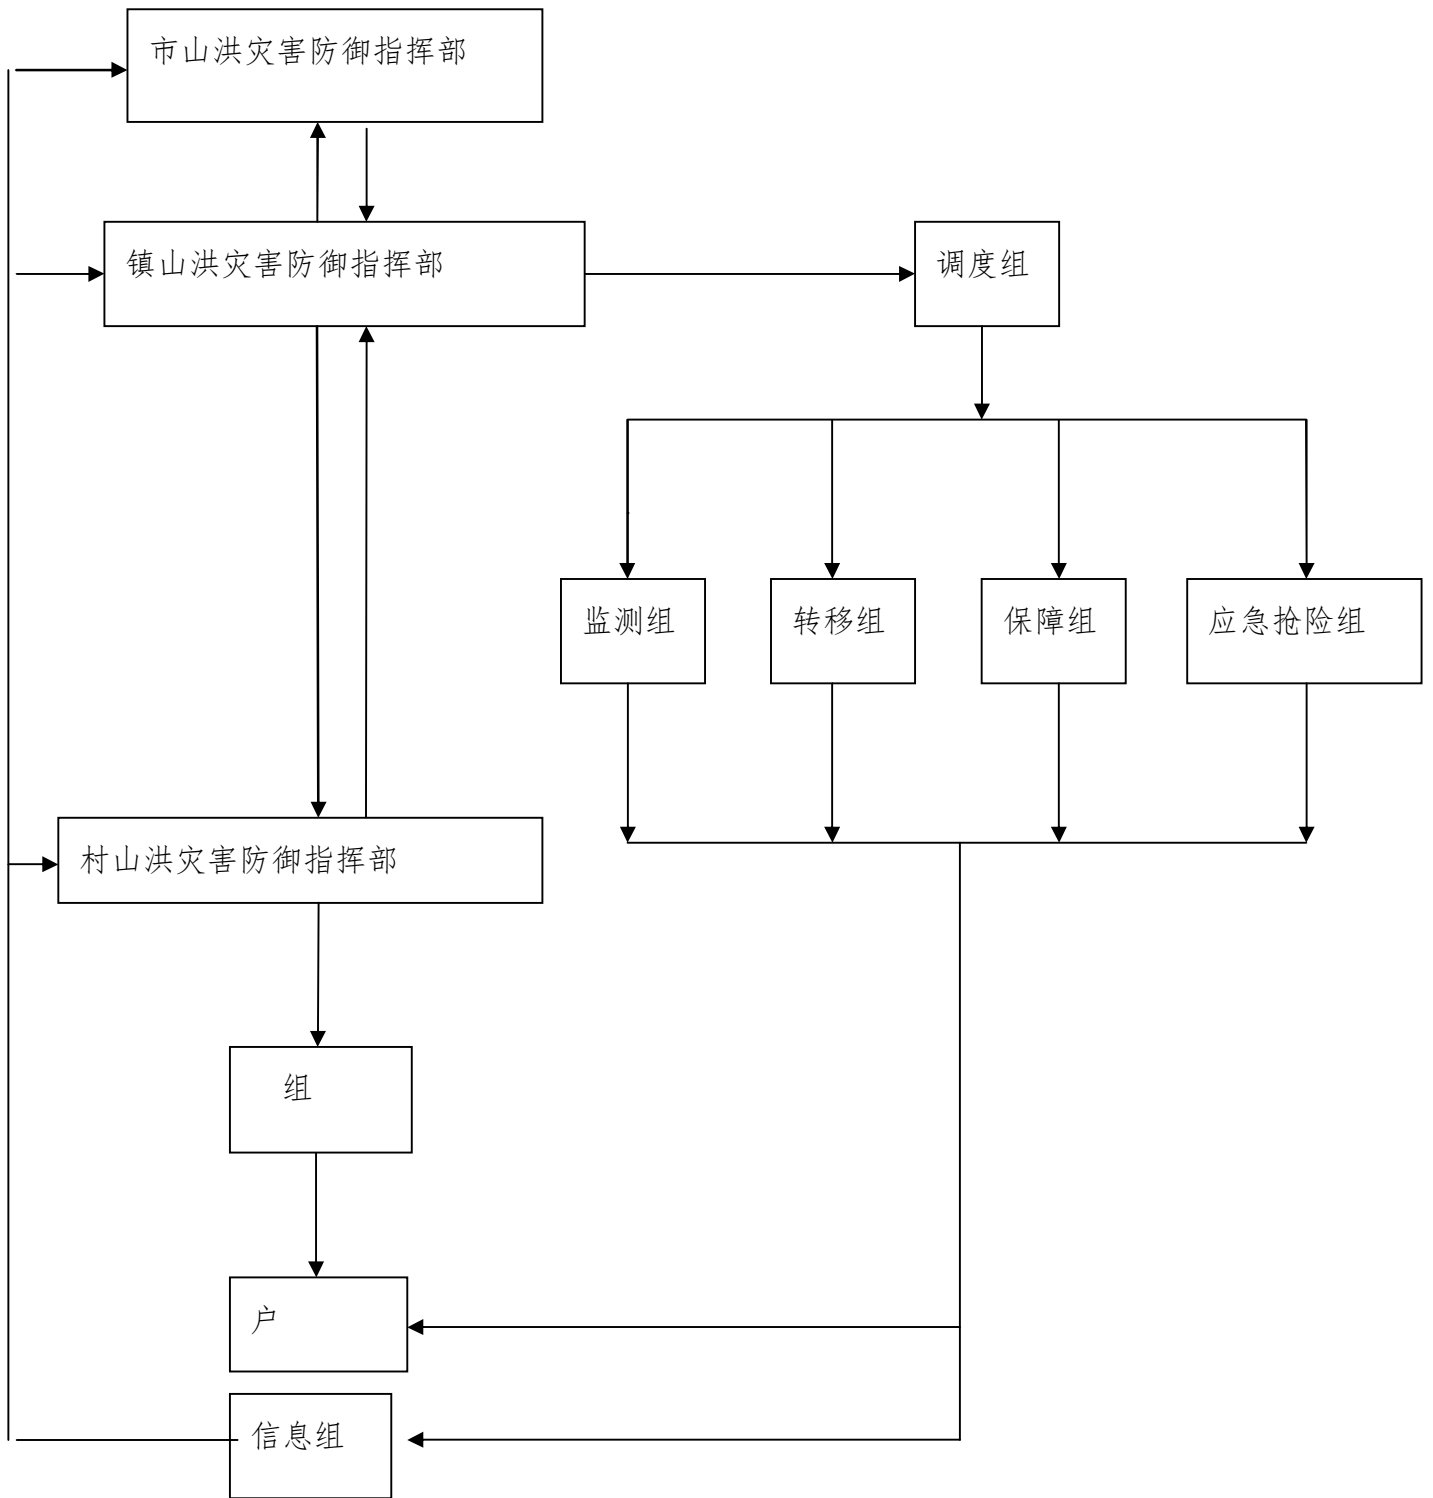 市山洪灾害防御指挥部
镇山洪灾害防御指挥部
调度组
监测组
转移组
保障组
应急抢险组
村山洪灾害防御指挥部
组
户
信息组